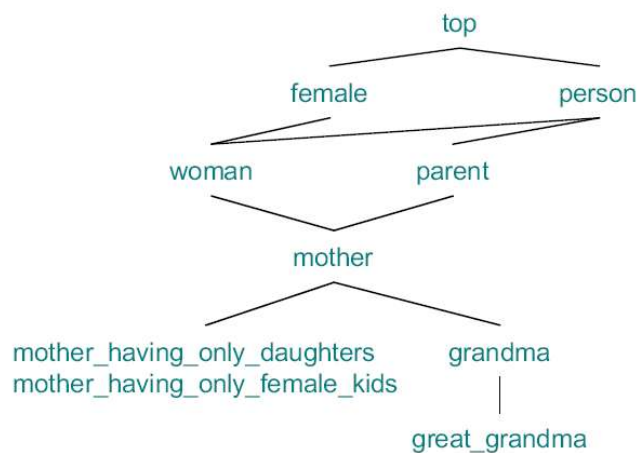 top
female person
woman parent
mother
mother_having_only_daughters grandma
mother_having_only_female_kids
great_grandma